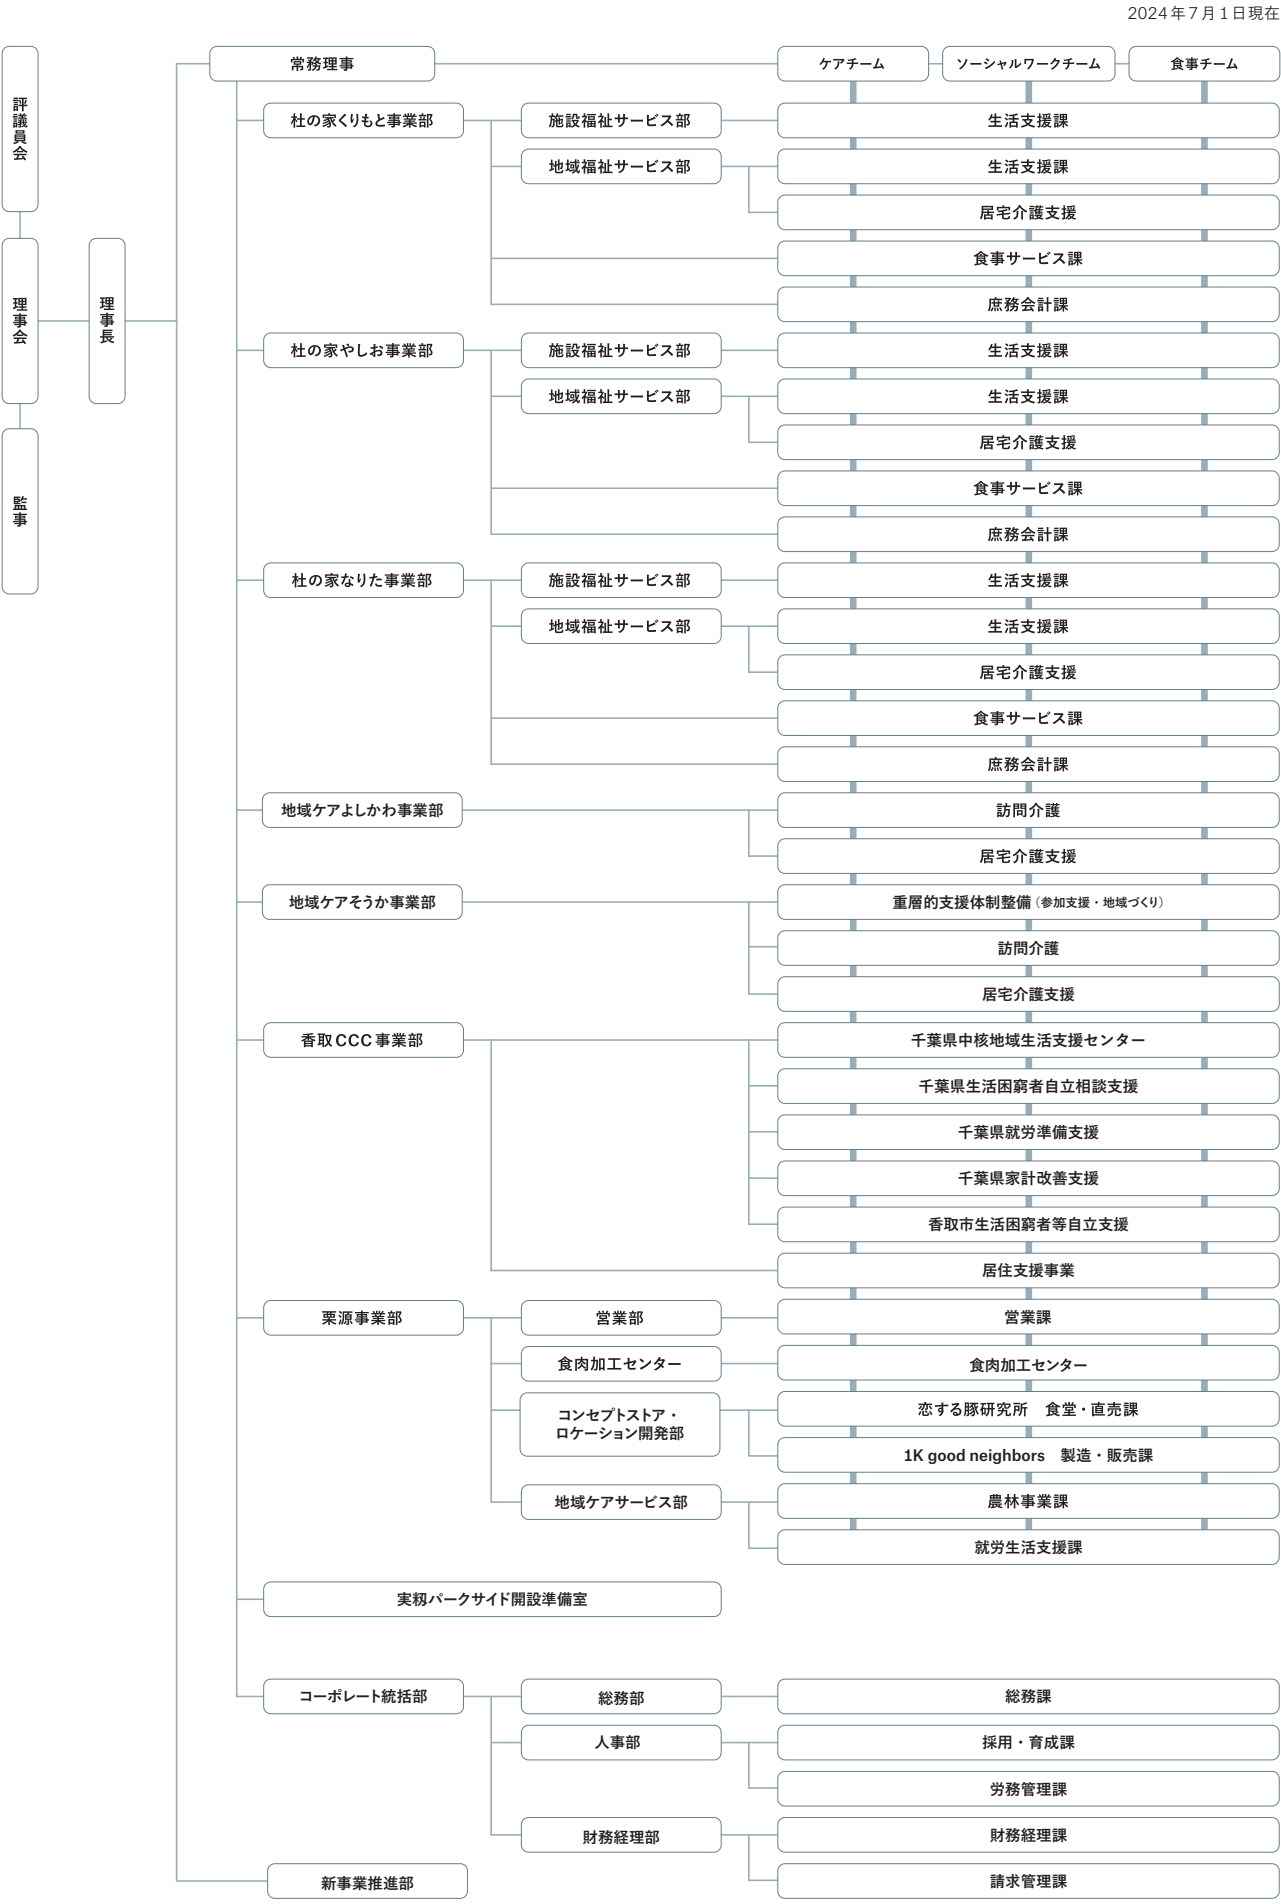 2024年7月1日現在
評議員会
理事会
監事
理事長
常務理事
ケアチーム
ソーシャルワークチーム
食事チーム
杜の家くりもと事業部
施設福祉サービス部
生活支援課
地域福祉サービス部
生活支援課
居宅介護支援
食事サービス課
庶務会計課
杜の家やしお事業部
施設福祉サービス部
生活支援課
地域福祉サービス部
生活支援課
居宅介護支援
食事サービス課
庶務会計課
杜の家なりた事業部
施設福祉サービス部
生活支援課
地域福祉サービス部
生活支援課
居宅介護支援
食事サービス課
庶務会計課
地域ケアよしかわ事業部
訪問介護
居宅介護支援
地域ケアそうか事業部
重層的支援体制整備（参加支援・地域づくり）
訪問介護
居宅介護支援
香取CCC事業部
千葉県中核地域生活支援センター
千葉県生活困窮者自立相談支援
千葉県就労準備支援
千葉県家計改善支援
香取市生活困窮者等自立支援
居住支援事業
栗源事業部
営業部
営業課
食肉加工センター
食肉加工センター
コンセプトストア・
ロケーション開発部
恋する豚研究所　食堂・直売課
1K good neighbors　製造・販売課
地域ケアサービス部
農林事業課
就労生活支援課
実籾パークサイド開設準備室
コーポレート統括部
総務部
総務課
人事部
採用・育成課
労務管理課
財務経理部
財務経理課
請求管理課
新事業推進部